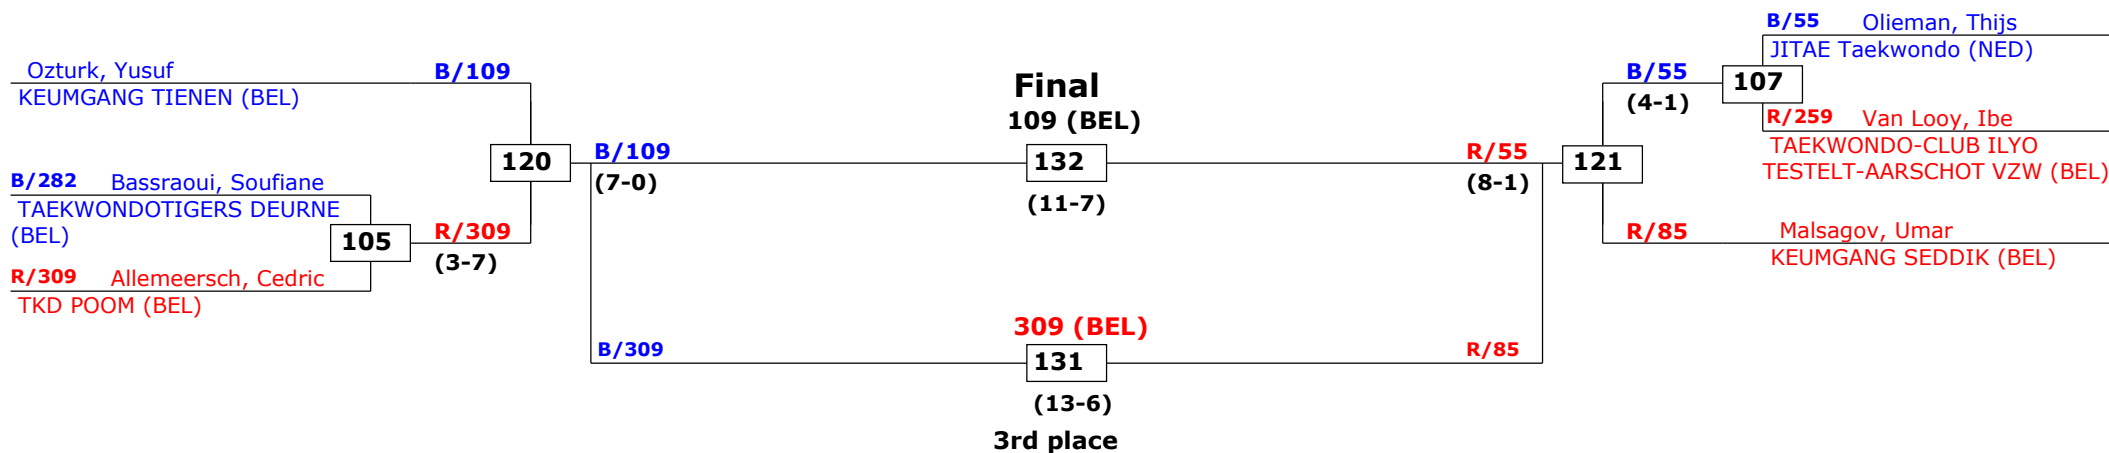 Ozturk, Yusuf
B/109
KEUMGANG TIENEN (BEL)
120
B/109
(7-0)
B/282 Bassraoui, Soufiane
TAEKWONDOTIGERS DEURNE
(BEL)
105
R/309
(3-7)
R/309 Allemeersch, Cedric
TKD POOM (BEL)
Final
109 (BEL)
132
(11-7)
309 (BEL)
B/309
131
R/85
(13-6)
3rd place
R/55
(8-1)
121
B/55
(4-1)
107
B/55 Olieman, Thijs
JITAE Taekwondo (NED)
R/259 Van Looy, Ibe
TAEKWONDO-CLUB ILYO
TESTELT-AARSCHOT VZW (BEL)
R/85
Malsagov, Umar
KEUMGANG SEDDIK (BEL)